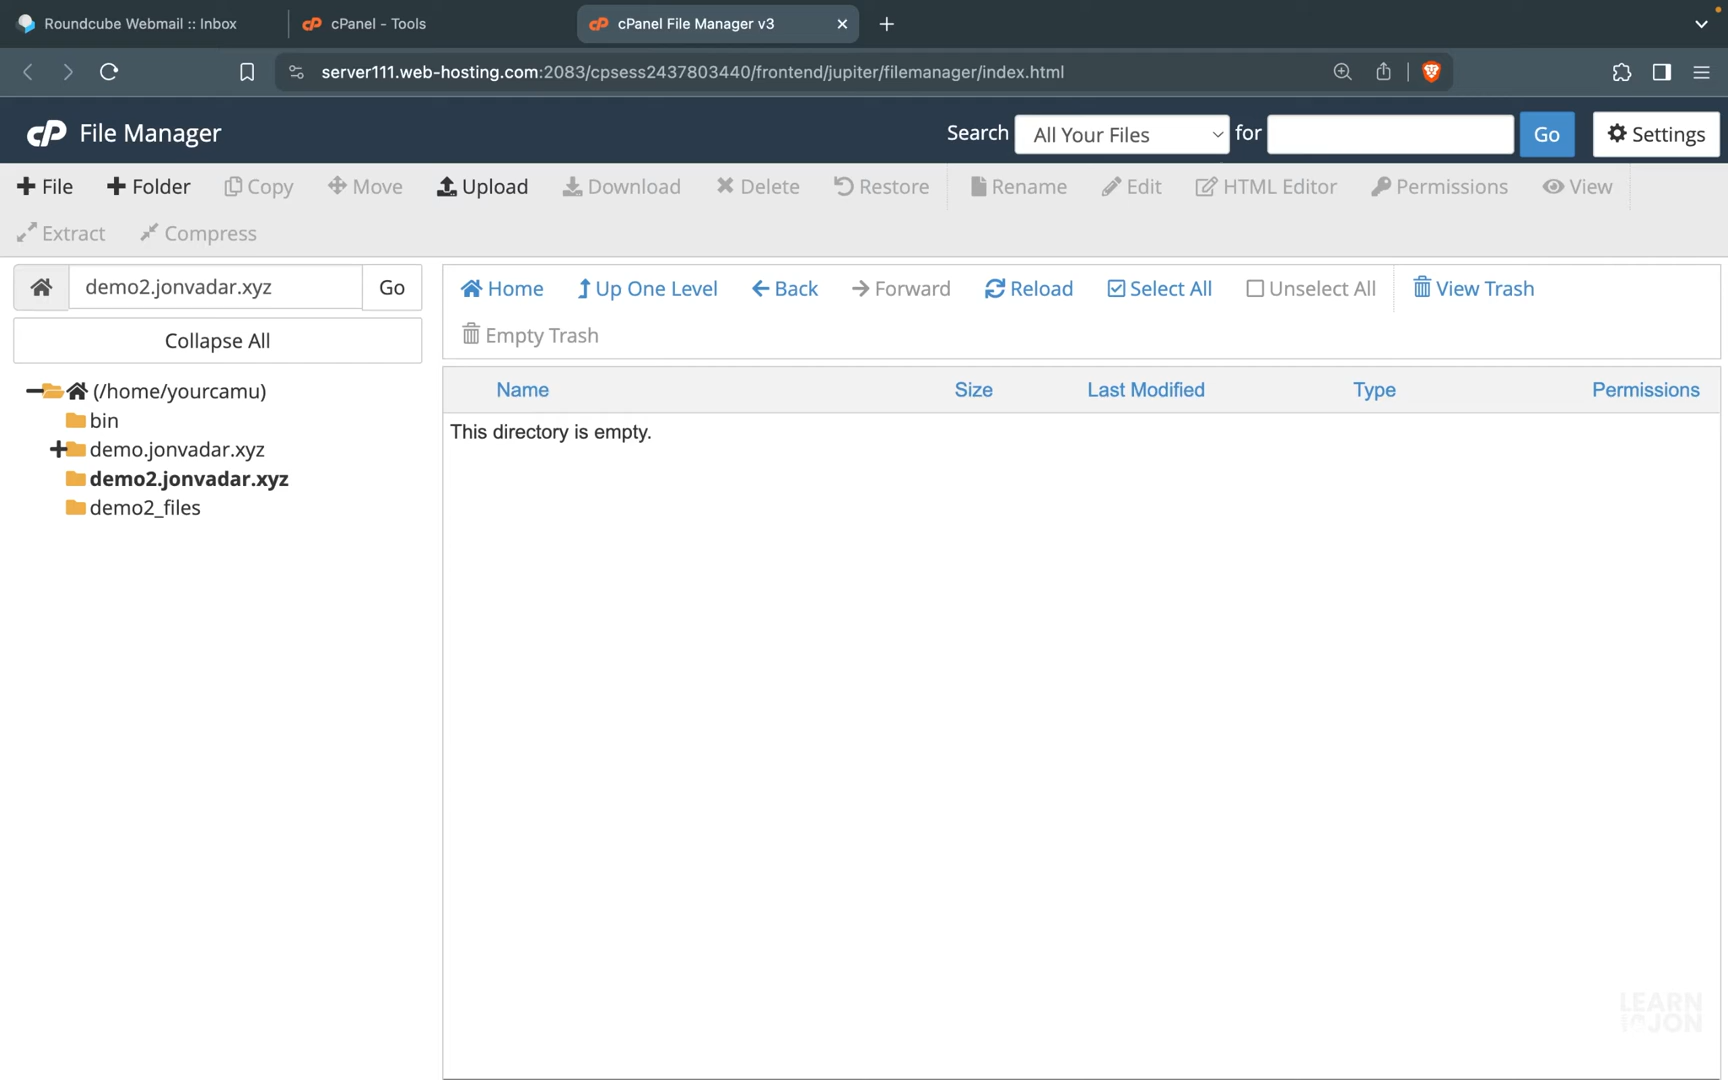 Roundcube Webmail :: Inbox
cPanel - Tools
cPanel File Manager v3
server111.web-hosting.com:2083/cpsess2437803440/frontend/jupiter/filemanager/index.html
cP File Manager
Search All Your Files for Go Settings
File Folder Copy Move Upload Download Delete Restore Rename Edit HTML Editor Permissions View
Extract Compress
demo2.jonvadar.xyz Go
Home Up One Level Back Forward Reload Select All Unselect All View Trash
Empty Trash
Collapse All
(/home/yourcamu)
bin
demo.jonvadar.xyz
demo2.jonvadar.xyz
demo2_files
Name Size Last Modified Type Permissions
This directory is empty.
LEARN
JON